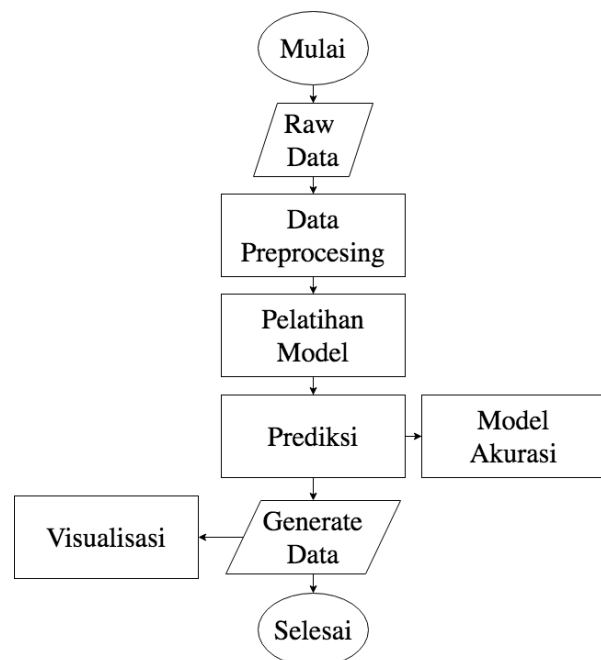 Mulai
Raw
Data
Data
Preprocesing
Pelatihan
Model
Prediksi
Model
Akurasi
Generate
Data
Visualisasi
Selesai